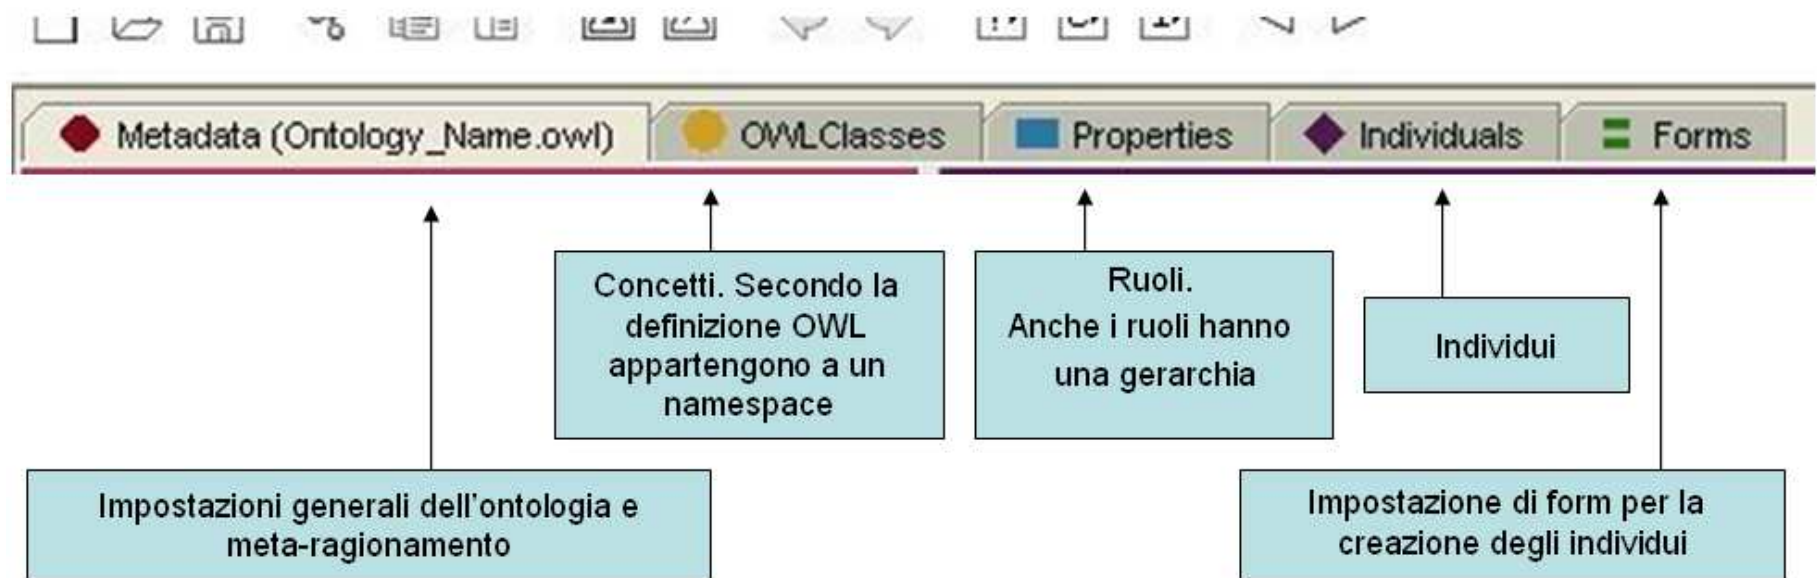 Metadata (Ontology_Name.owl) OWLClasses Properties Individuals Forms
Concetti. Secondo la
definizione OWL
appartengono a un
namespace
Ruoli.
Anche i ruoli hanno
una gerarchia
Individui
Impostazioni generali dell'ontologia e
meta-ragionamento
Impostazione di form per la
creazione degli individui